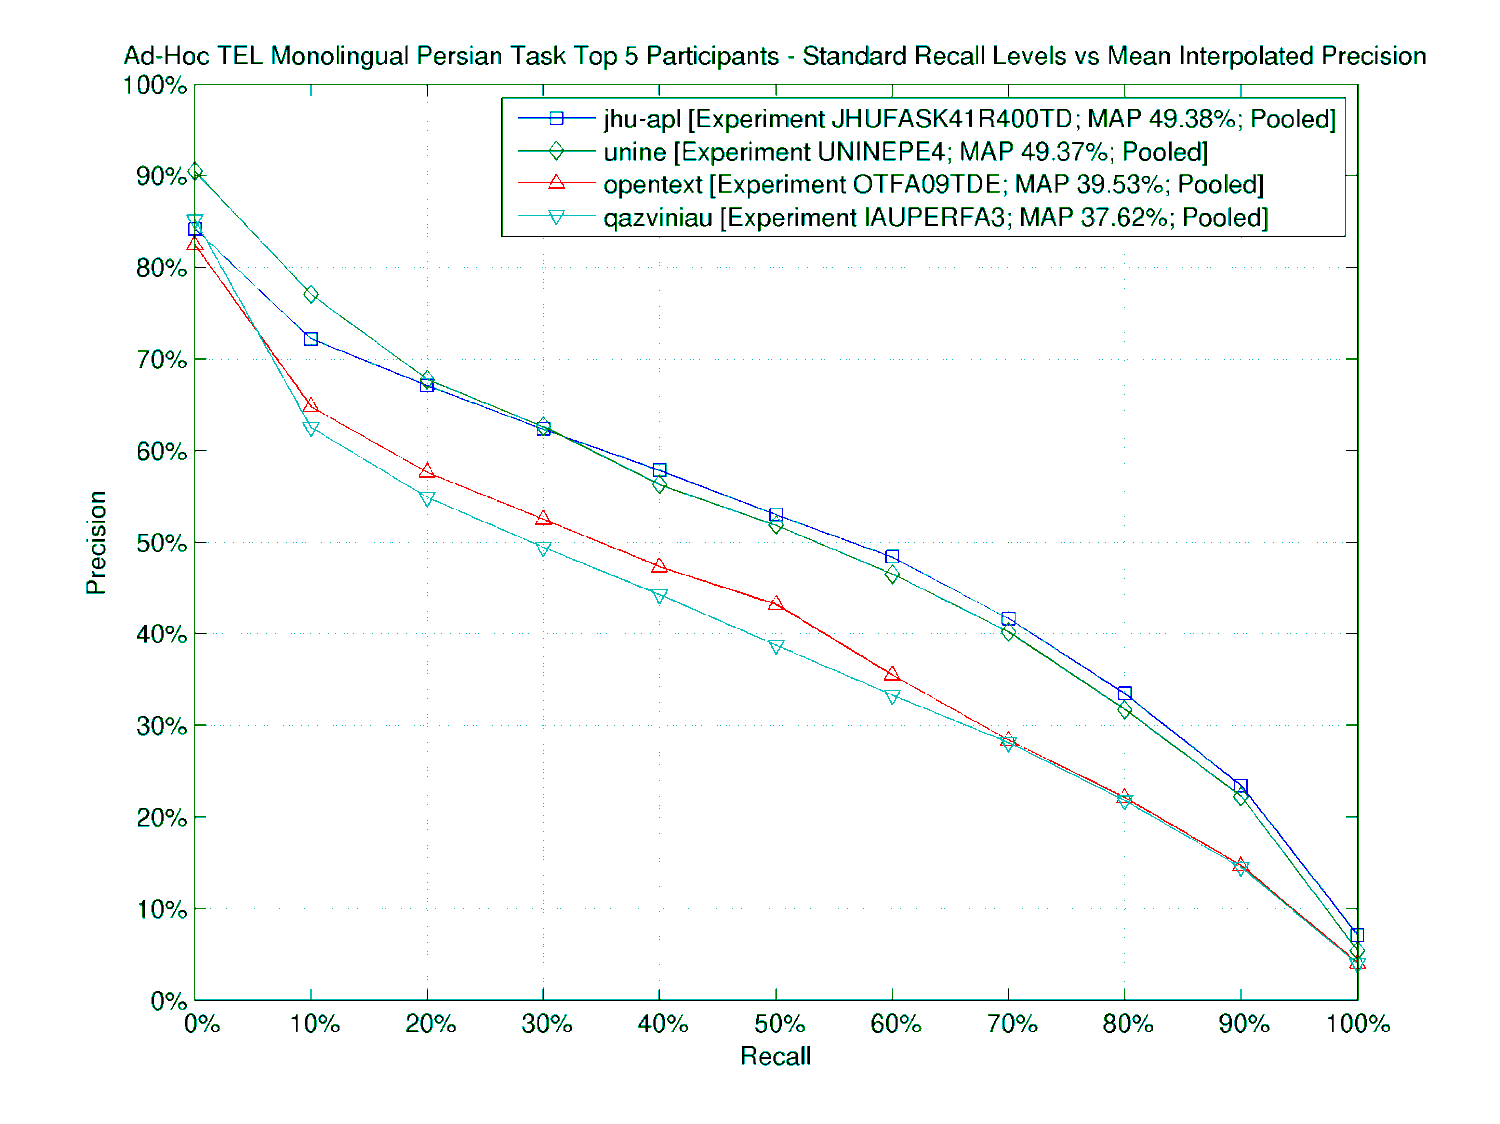 Ad-Hoc TEL Monolingual Persian Task Top 5 Participants - Standard Recall Levels vs Mean Interpolated Precision
100%
90%
80%
70%
60%
50%
40%
30%
20%
10%
0%
Precision
jhu-apl [Experiment JHUFASK41R400TD; MAP 49.38%; Pooled]
unine [Experiment UNINEPE4; MAP 49.37%; Pooled]
opentext [Experiment OTFA09TDE; MAP 39.53%; Pooled]
qazviniau [Experiment IAUPERFA3; MAP 37.62%; Pooled]
0% 10% 20% 30% 40% 50% 60% 70% 80% 90% 100%
Recall